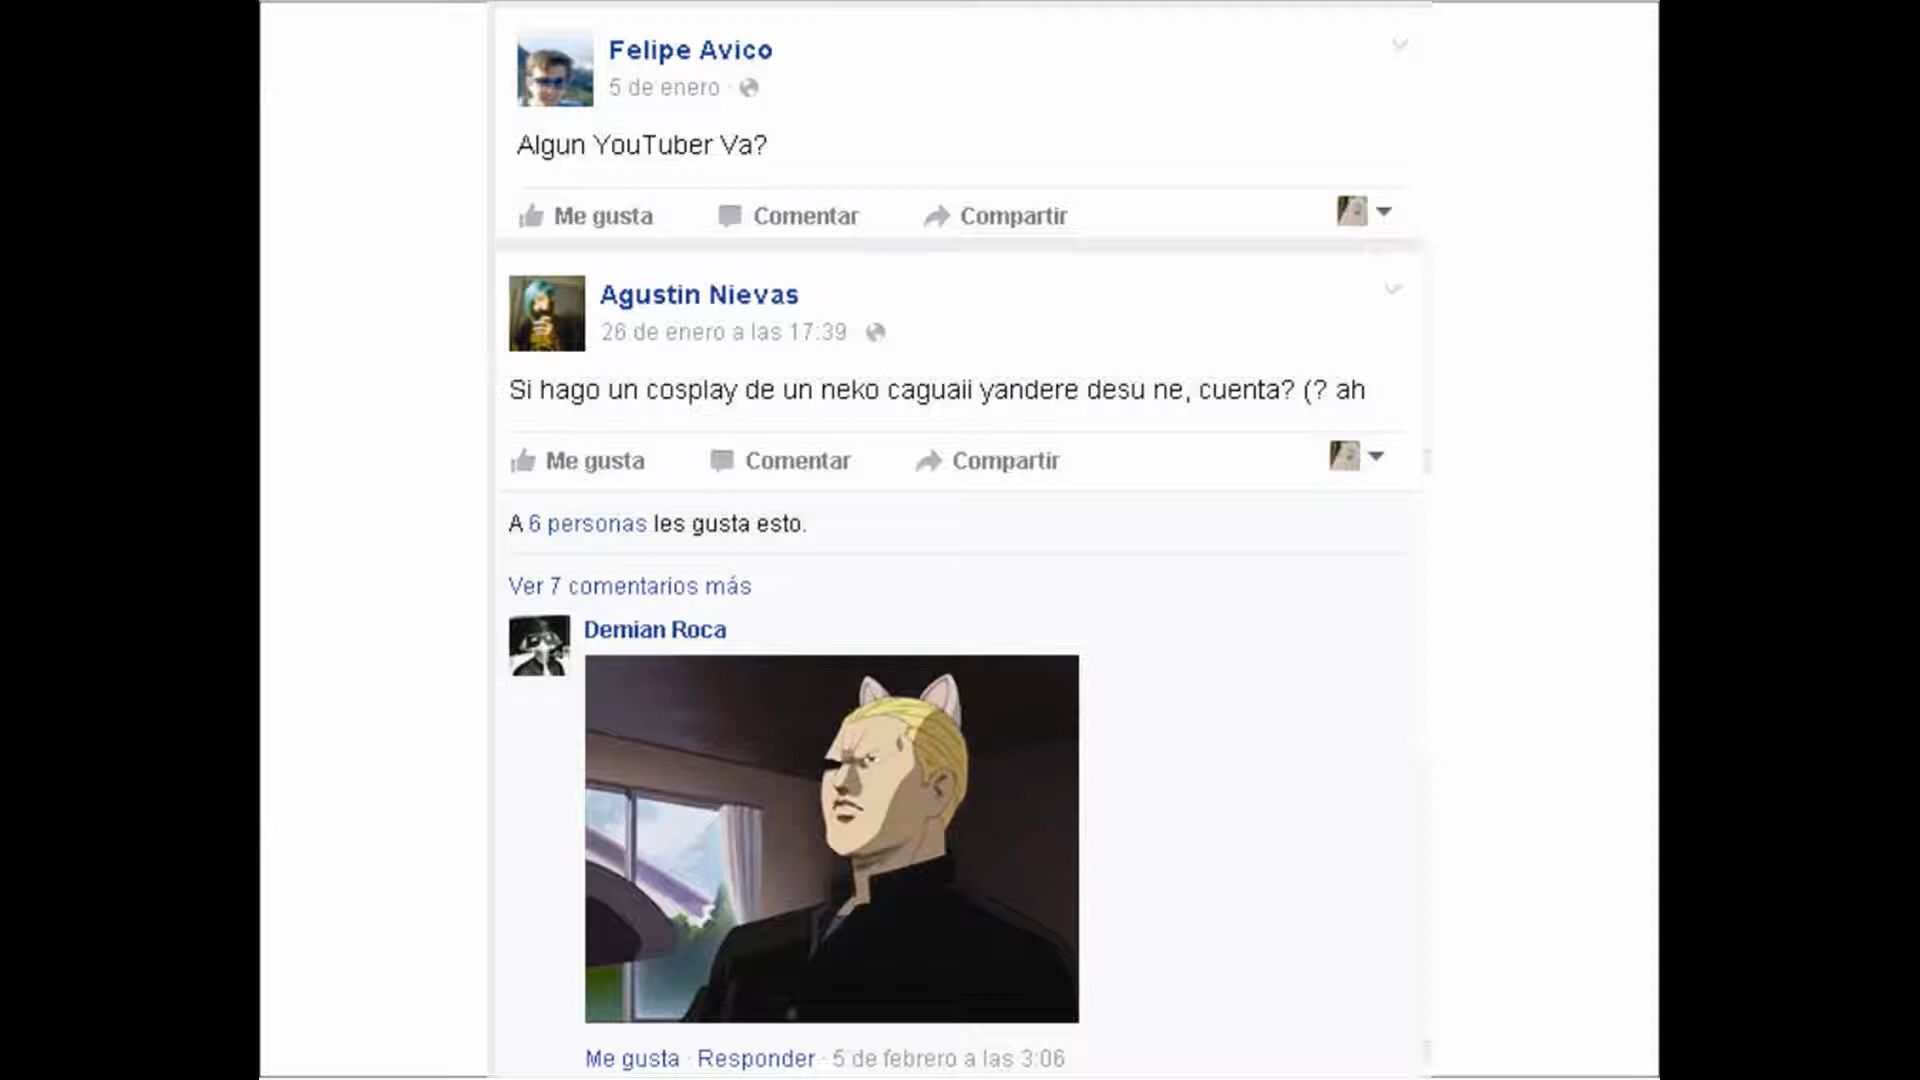 Felipe Avico
5 de enero ·
Algun YouTuber Va?
Me gusta Comentar Compartir
Agustin Nievas
26 de enero a las 17:39
Si hago un cosplay de un neko caguaii yandere desu ne, cuenta? (? ah
Me gusta Comentar Compartir
A 6 personas les gusta esto.
Ver 7 comentarios más
Demian Roca
Me gusta · Responder · 5 de febrero a las 3:06